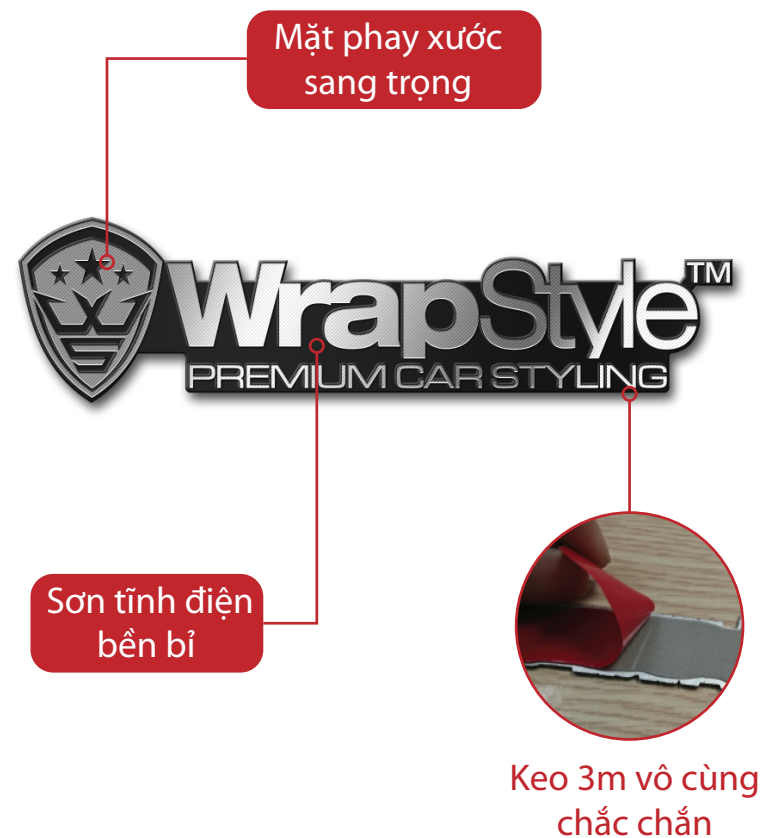 Mặt phay xước
sang trọng
WrapStyle™
PREMIUM CAR STYLING
Sơn tĩnh điện
bền bỉ
Keo 3m vô cùng
chắc chắn